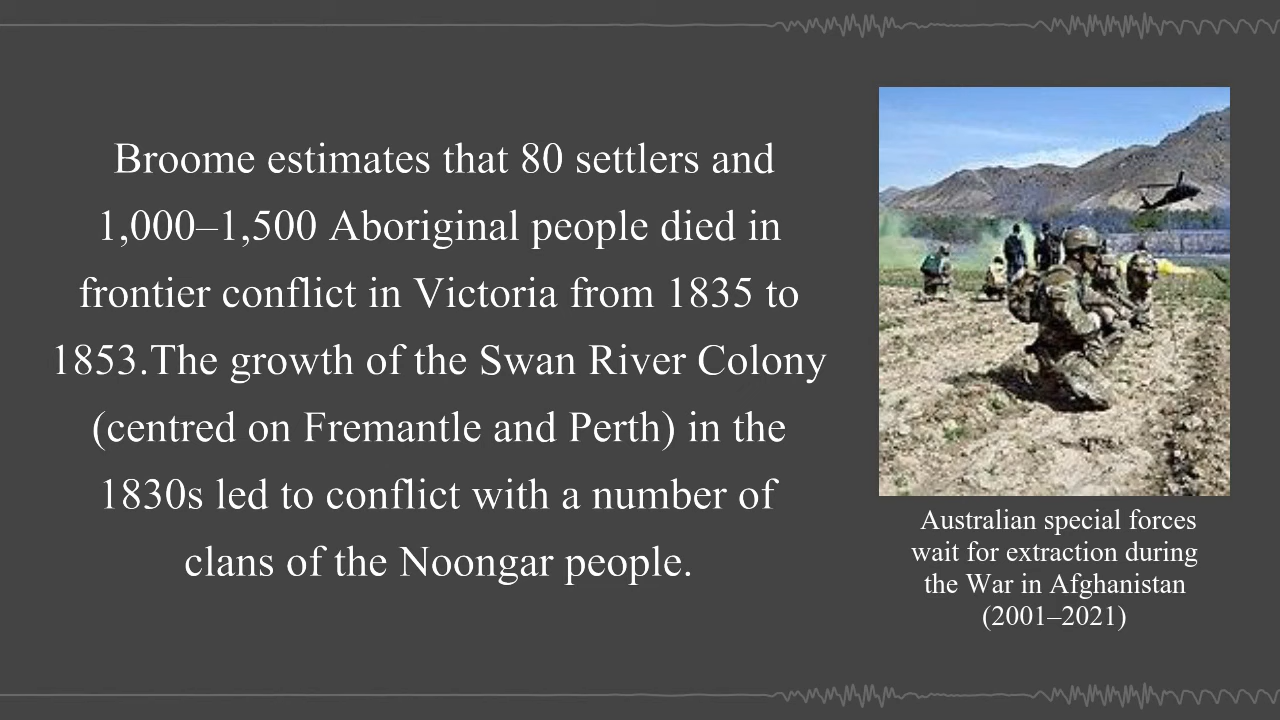 Broome estimates that 80 settlers and
1,000–1,500 Aboriginal people died in
frontier conflict in Victoria from 1835 to
1853.The growth of the Swan River Colony
(centred on Fremantle and Perth) in the
1830s led to conflict with a number of
clans of the Noongar people.
Australian special forces
wait for extraction during
the War in Afghanistan
(2001–2021)